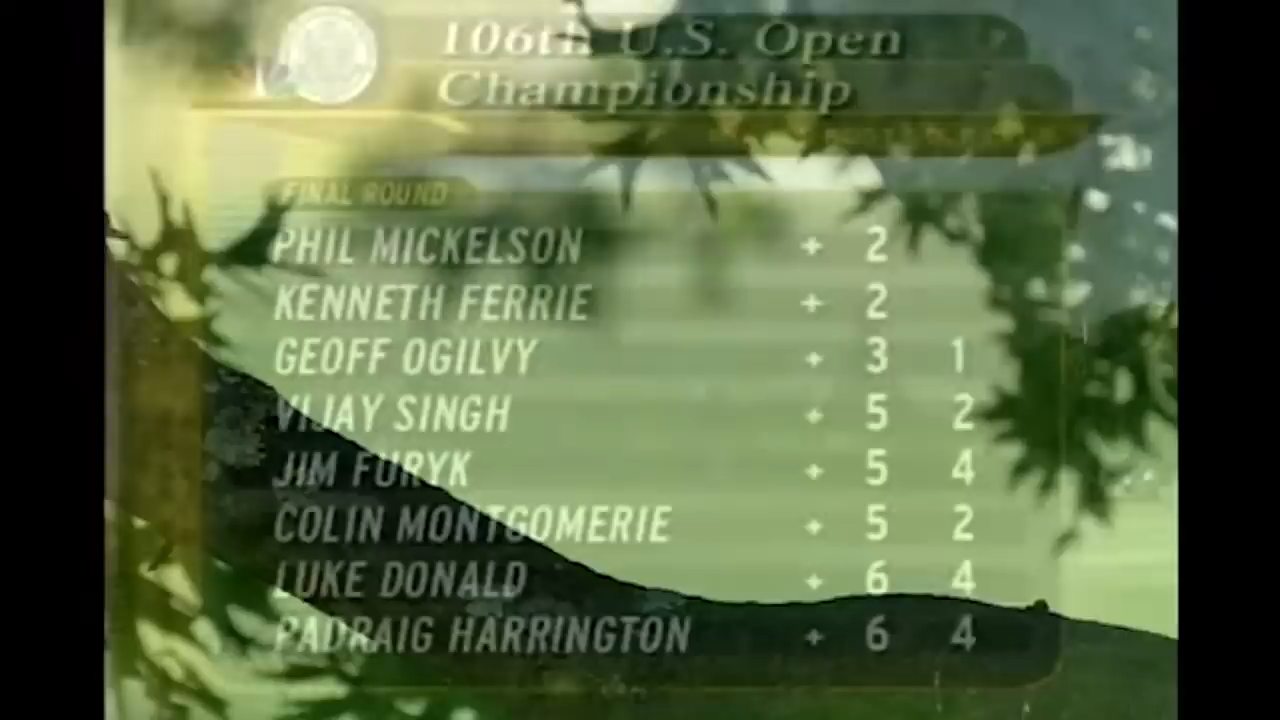 106th U.S. Open
Championship
FINAL ROUND
PHIL MICKELSON + 2
KENNETH FERRIE + 2
GEOFF OGILVY + 3 1
VIJAY SINGH + 5 2
JIM FURYK + 5 4
COLIN MONTGOMERIE + 5 2
LUKE DONALD + 6 4
PADRAIG HARRINGTON + 6 4